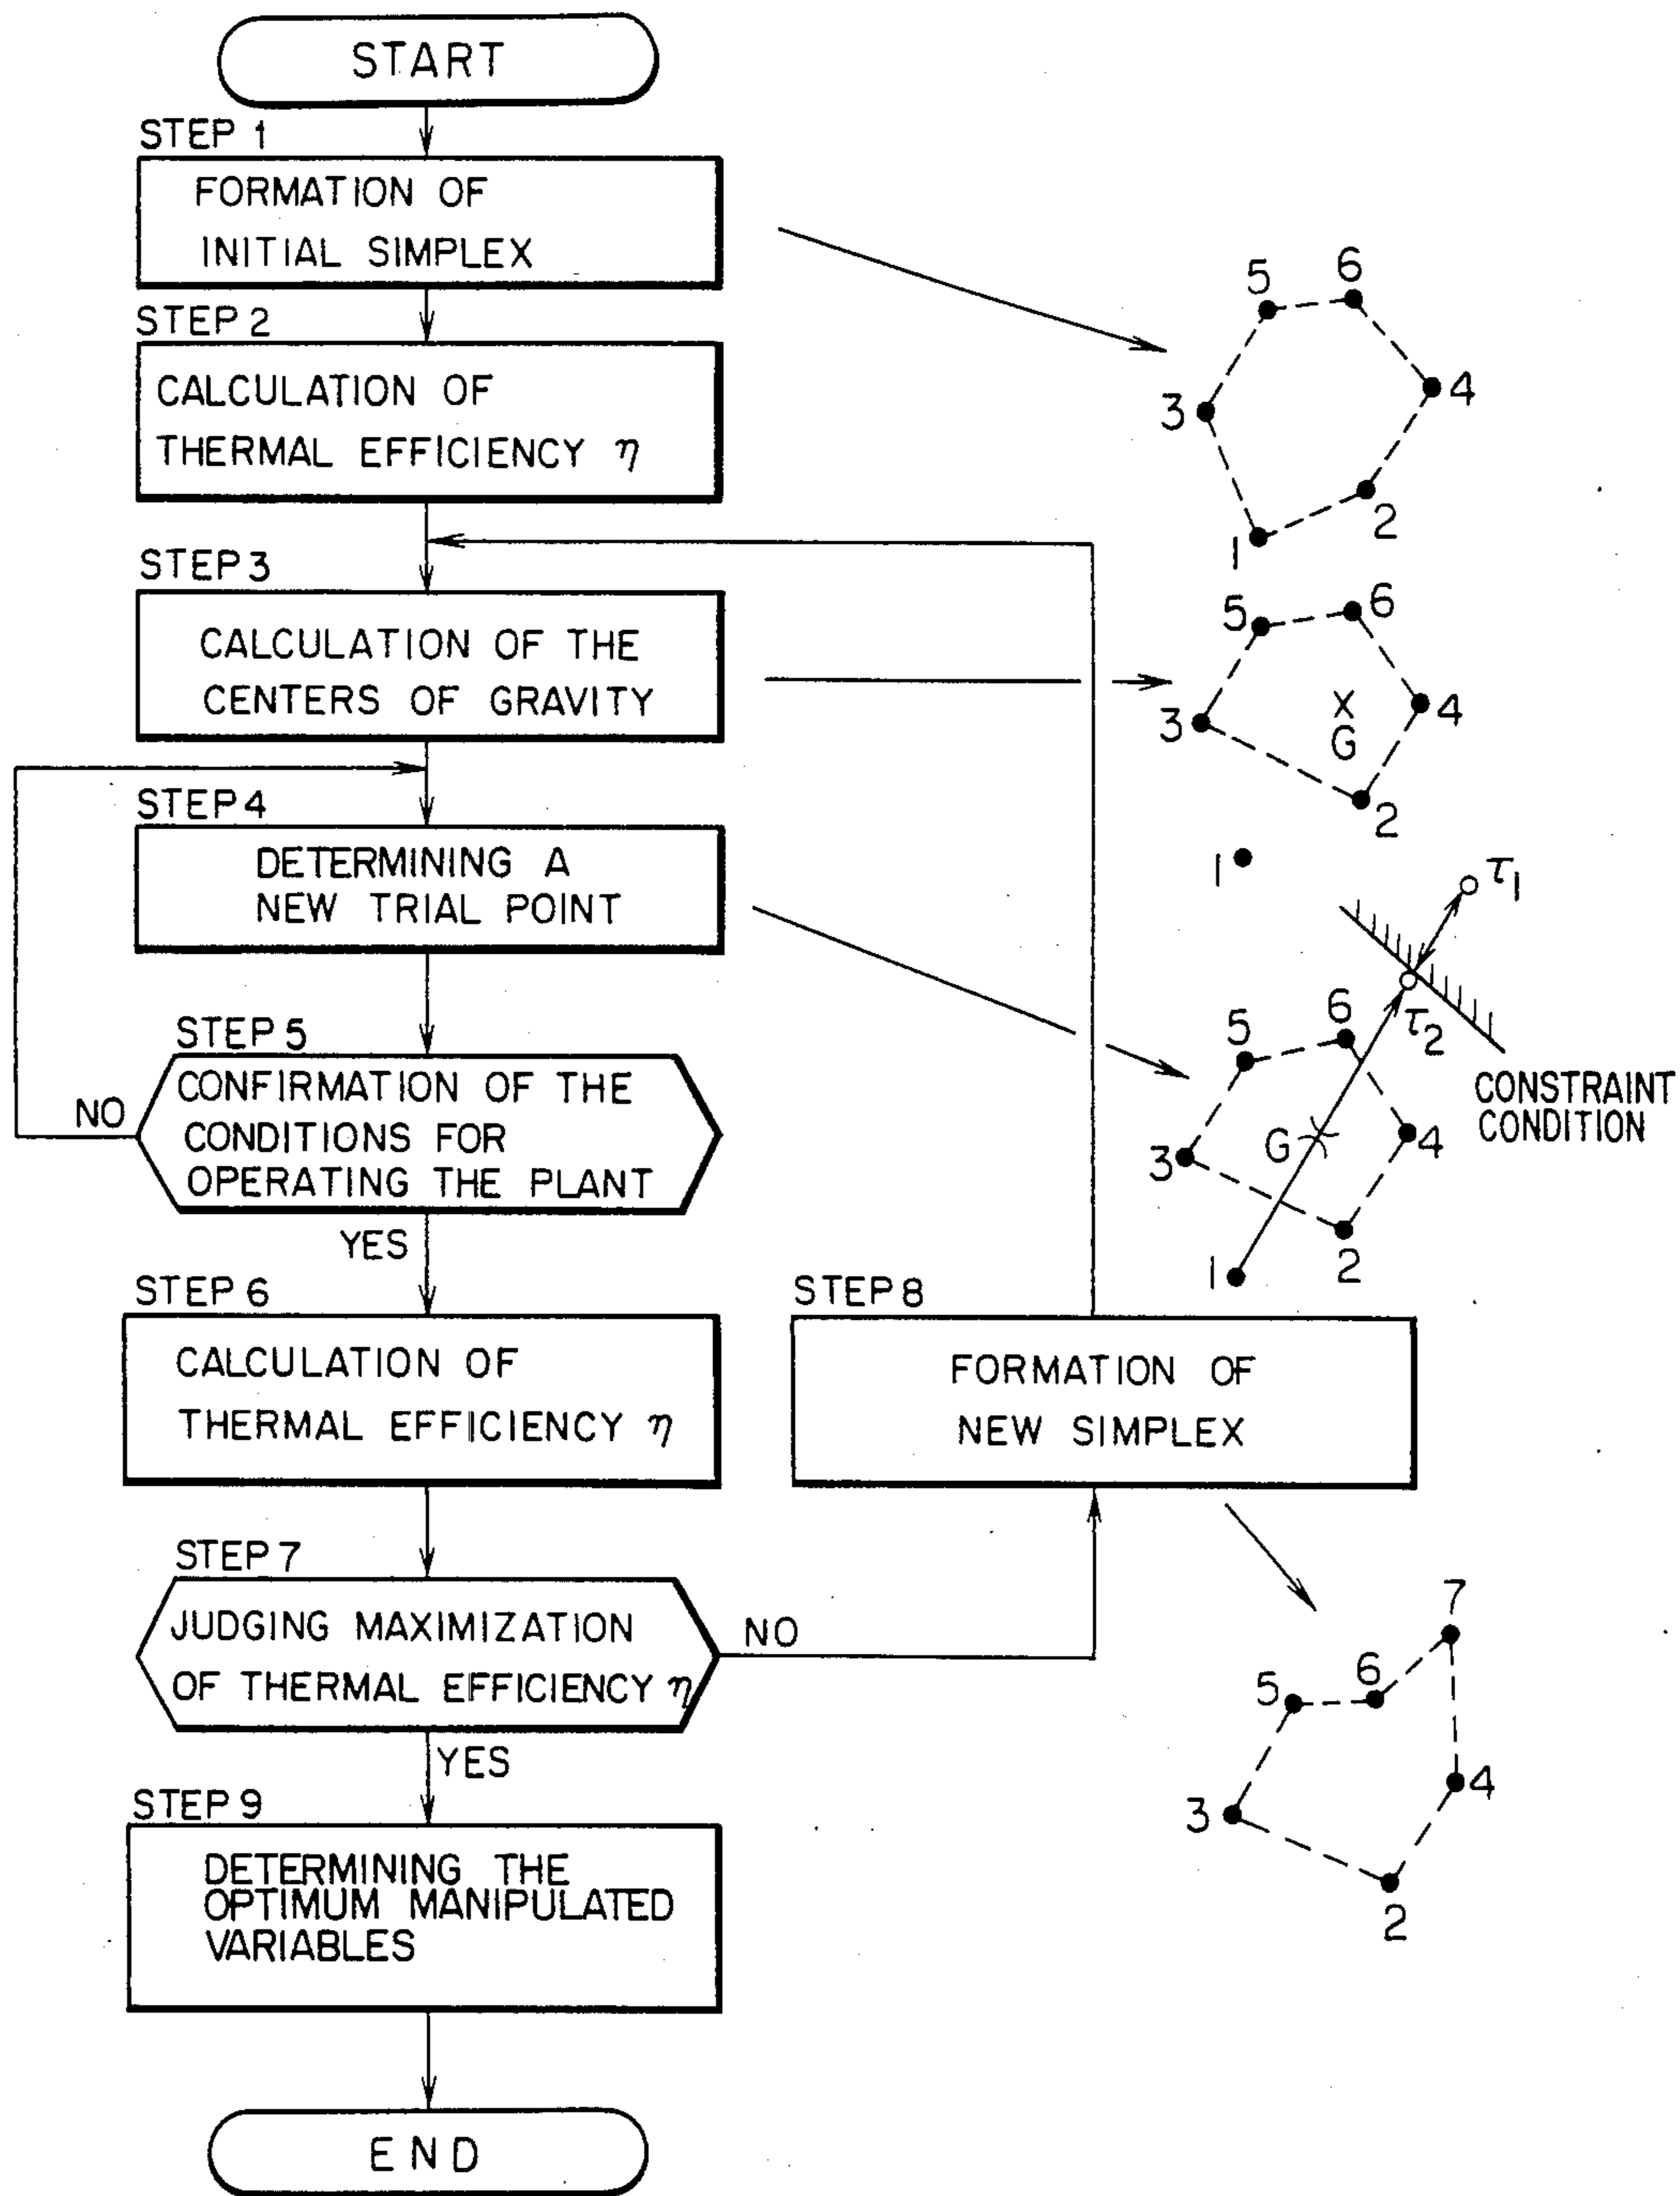 START
STEP 1
FORMATION OF
INITIAL SIMPLEX
STEP 2
CALCULATION OF
THERMAL EFFICIENCY η
STEP 3
CALCULATION OF THE
CENTERS OF GRAVITY
STEP 4
DETERMINING A
NEW TRIAL POINT
STEP 5
CONFIRMATION OF THE
CONDITIONS FOR
OPERATING THE PLANT
NO
YES
STEP 6
CALCULATION OF
THERMAL EFFICIENCY η
STEP 7
JUDGING MAXIMIZATION
OF THERMAL EFFICIENCY η
NO
YES
STEP 8
FORMATION OF
NEW SIMPLEX
STEP 9
DETERMINING THE
OPTIMUM MANIPULATED
VARIABLES
END
5
6
3
4
2
1
5
6
3
X
G
4
2
1
τ1
τ2
6
5
CONSTRAINT
CONDITION
G
4
3
2
1
7
6
5
4
3
2